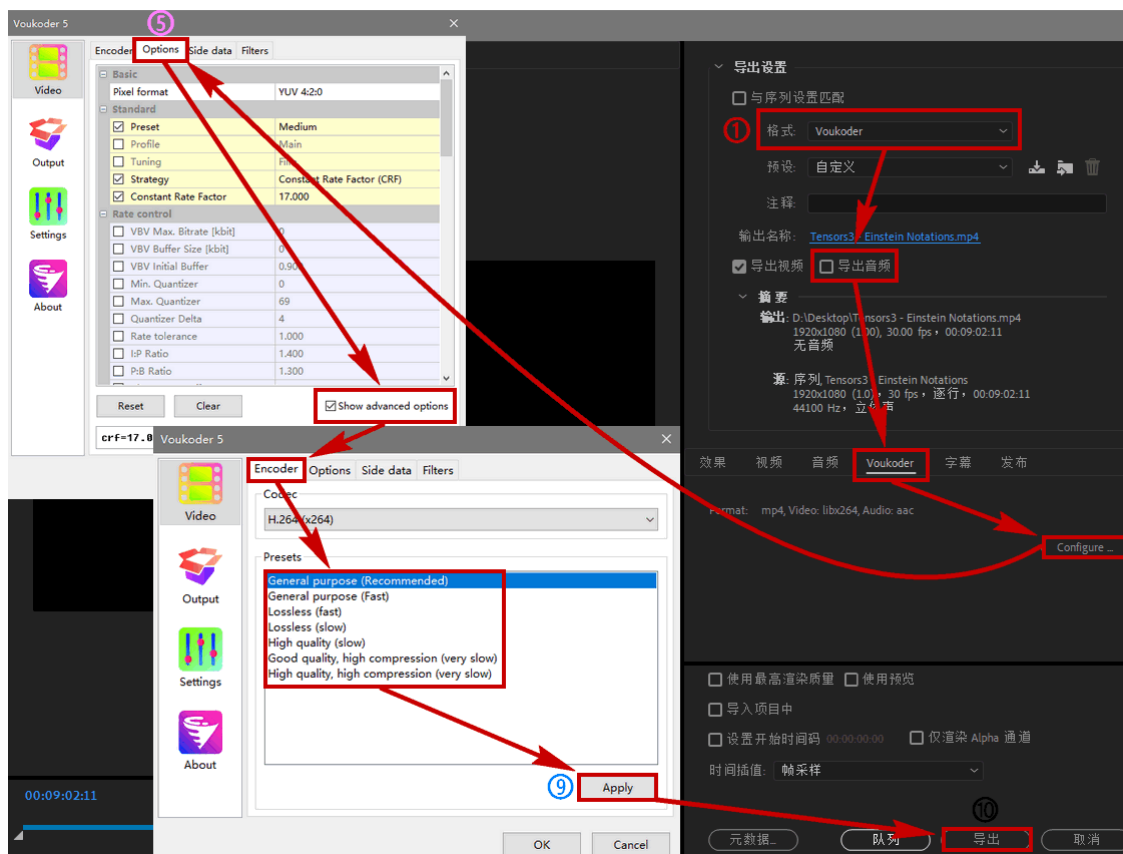 Voukoder 5
⑤
Encoder Options Side data Filters
Video
Output
Settings
About
Basic
Pixel format YUV 4:2:0
Standard
Preset Medium
Profile Main
Tuning
Strategy Constant Rate Factor (CRF)
Constant Rate Factor 17.000
Rate control
VBV Max. Bitrate [kbit] 0
VBV Buffer Size [kbit] 0
VBV Initial Buffer 0.900
Min. Quantizer 0
Max. Quantizer 69
Quantizer Delta 4
Rate tolerance 1.000
I:P Ratio 1.400
P:B Ratio 1.300
Reset Clear Show advanced options
crf=17.0
Voukoder 5
Encoder Options Side data Filters
Video
Output
Settings
About
Codec
H.264 (x264)
Presets
General purpose (Recommended)
General purpose (Fast)
Lossless (fast)
Lossless (slow)
High quality (slow)
Good quality, high compression (very slow)
High quality, high compression (very slow)
⑨ Apply
OK Cancel
00:09:02:11
导出设置
与序列设置匹配
① 格式: Voukoder
预设: 自定义
注释:
输出名称: Tensors3 - Einstein Notations.mp4
导出视频 导出音频
摘要
输出: D:\Desktop\Tensors3 - Einstein Notations.mp4
1920x1080 (1.00), 30.00 fps, 00:09:02:11
无音频
源: 序列, Tensors3 - Einstein Notations
1920x1080 (1.0), 30 fps, 逐行, 00:09:02:11
44100 Hz, 立体声
效果 视频 音频 Voukoder 字幕 发布
Format: mp4, Video: libx264, Audio: aac
Configure ...
使用最高渲染质量 使用预览
导入项目中
设置开始时间码 00:00:00:00 仅渲染 Alpha 通道
时间插值: 帧采样
⑩
元数据... 队列 导出 取消